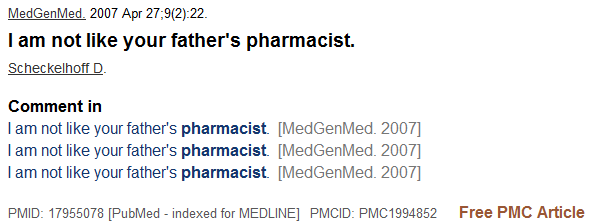 MedGenMed. 2007 Apr 27;9(2):22.
I am not like your father's pharmacist.
Scheckelhoff D.
Comment in
I am not like your father's pharmacist. [MedGenMed. 2007]
I am not like your father's pharmacist. [MedGenMed. 2007]
I am not like your father's pharmacist. [MedGenMed. 2007]
PMID: 17955078 [PubMed - indexed for MEDLINE] PMCID: PMC1994852 Free PMC Article